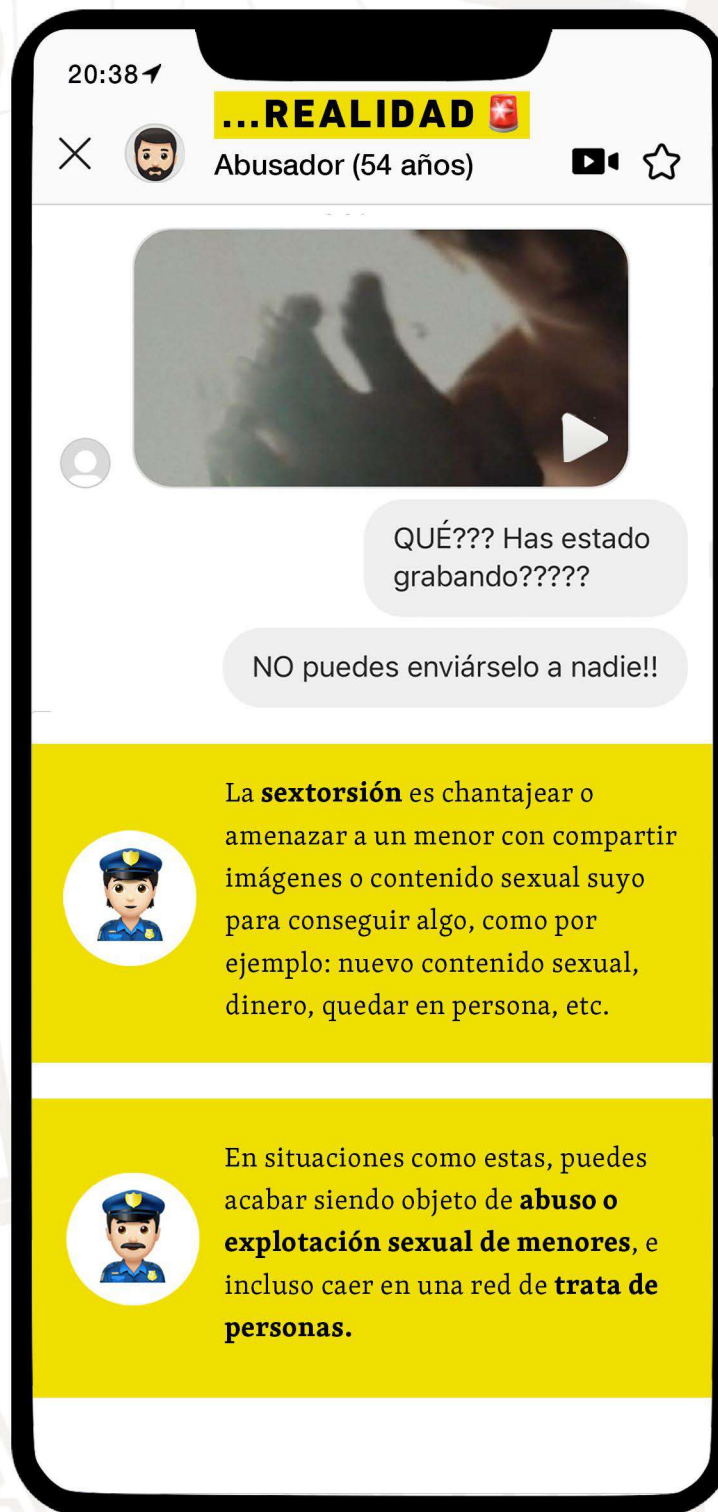 20:38
...REALIDAD
Abusador (54 años)
QUÉ??? Has estado
grabando?????
NO puedes enviárselo a nadie!!
La sextorsión es chantajear o
amenazar a un menor con compartir
imágenes o contenido sexual suyo
para conseguir algo, como por
ejemplo: nuevo contenido sexual,
dinero, quedar en persona, etc.
En situaciones como estas, puedes
acabar siendo objeto de abuso o
explotación sexual de menores, e
incluso caer en una red de trata de
personas.